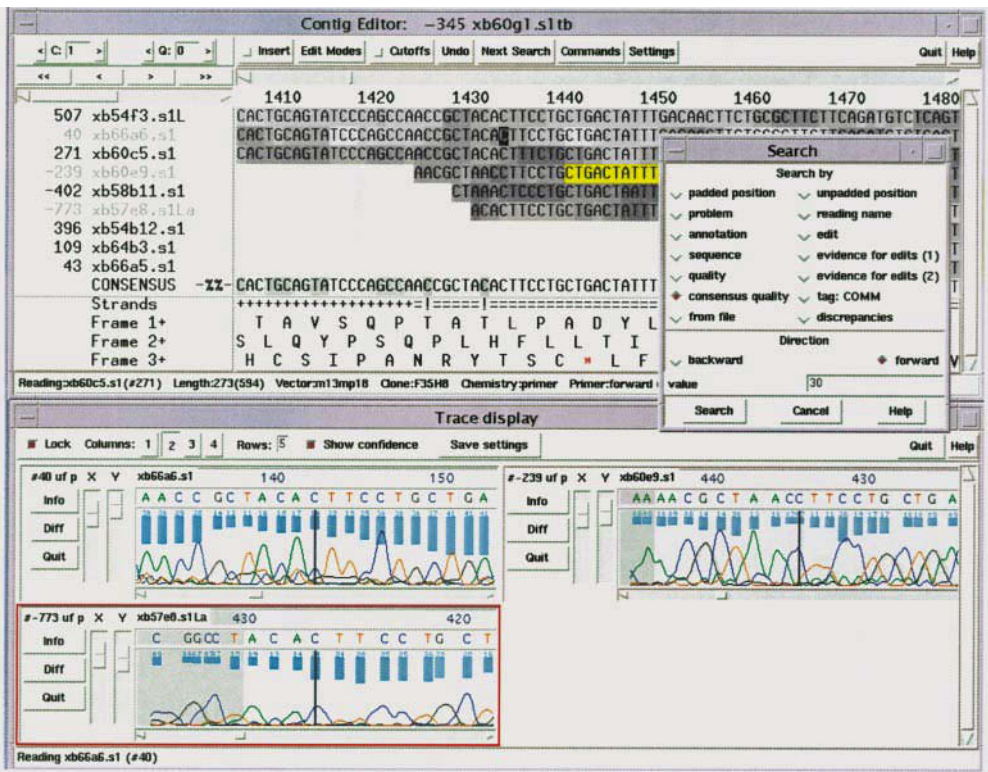 Contig Editor: -345 xb60g1.s1tb
< C: 1 > < Q: 0 > Insert Edit Modes Cutoffs Undo Next Search Commands Settings Quit Help
<< < > >>
1410 1420 1430 1440 1450 1460 1470 1480
507 xb54f3.s1L CACTGCAGTATCCCAGCCAACCGCTACACTTCCTGCTGACTATTTGACAACTTCTGCGCTTCTTCAGATGTCTCAGT
40 xb66a6.s1 CACTGCAGTATCCCAGCCAACCGCTACACTTCCTGCTGACTATTT
271 xb60c5.s1 CACTGCAGTATCCCAGCCAACCGCTACACTTTCTGCTGACTATTT
-239 xb60e9.s1 AACGCTAACCTTCCTGCTGACTATTT
-402 xb58b11.s1 CTAAACTCCCTGCTGACTAATT
-773 xb57e8.s1La ACACTTCCTGCTGACTATTT
396 xb54b12.s1
109 xb64b3.s1
43 xb66a5.s1
CONSENSUS -%%- CACTGCAGTATCCCAGCCAACCGCTACACTTCCTGCTGACTATTT
Strands
Frame 1+ T A V S Q P T A T L P A D Y L
Frame 2+ S L Q Y P S Q P L H F L L T I
Frame 3+ H C S I P A N R Y T S C * L F V
Reading:xb60c5.s1(#271) Length:273(594) Vector:m13mp18 Clone:F35H8 Chemistry:primer Primer:forward
Search
Search by
padded position unpadded position
problem reading name
annotation edit
sequence evidence for edits (1)
quality evidence for edits (2)
consensus quality tag: COMM
from file discrepancies
Direction
backward forward
value 30
Search Cancel Help
Trace display
Lock Columns: 1 2 3 4 Rows: 5 Show confidence Save settings Quit Help
#40 uf p X Y xb66a6.s1 140 150
Info A A C C G C T A C A C T T C C T G C T G A
Diff
Quit
#-239 uf p X Y xb60e9.s1 440 430
Info AA AA C G C T A A CC T T C C T G C T G A
Diff
Quit
#-773 uf p X Y xb57e8.s1La 430 420
Info C GGCC T A C A C T T C C T G C T
Diff
Quit
Reading xb66a6.s1 (#40)